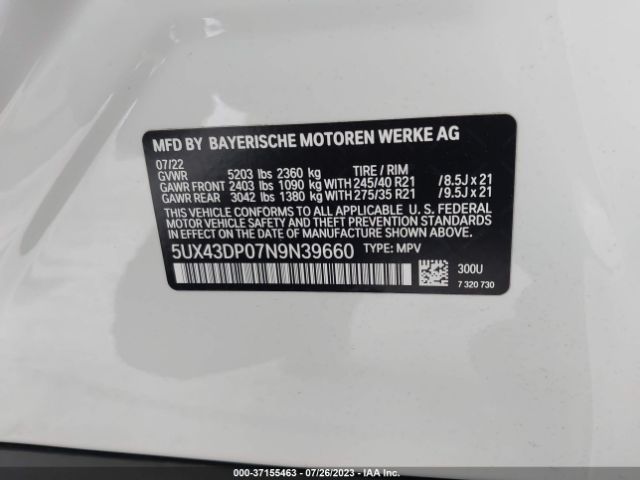 MFD BY BAYERISCHE MOTOREN WERKE AG
07/22
GVWR 5203 lbs 2360 kg TIRE / RIM
GAWR FRONT 2403 lbs 1090 kg WITH 245/40 R21 / 8.5J x 21
GAWR REAR 3042 lbs 1380 kg WITH 275/35 R21 / 9.5J x 21
THIS VEHICLE CONFORMS TO ALL APPLICABLE U. S. FEDERAL
MOTOR VEHICLE SAFETY STANDARDS IN EFFECT ON THE
DATE OF MANUFACTURE SHOWN ABOVE.
5UX43DP07N9N39660 TYPE: MPV
300U
7 320 730
000-37155463 - 07/26/2023 - IAA Inc.